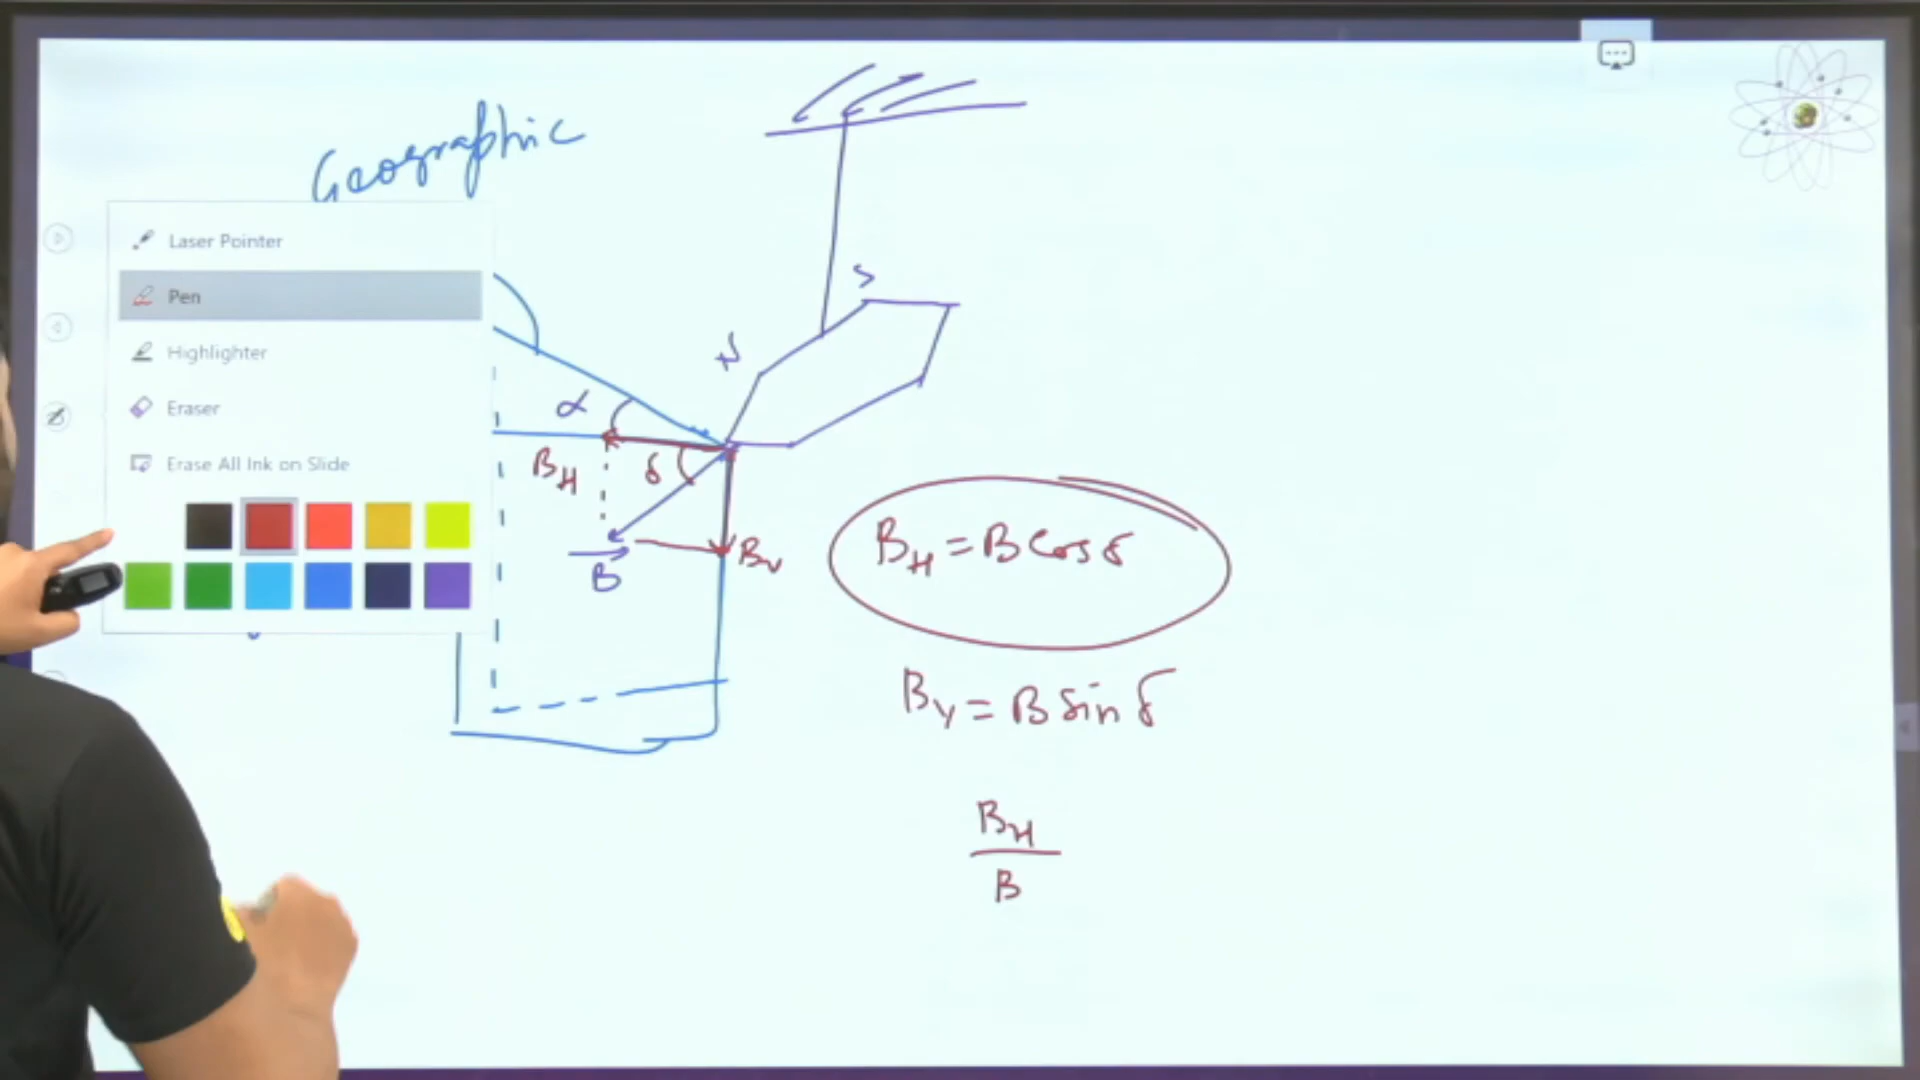 Geographic
Laser Pointer
Pen
Highlighter
Eraser
Erase All Ink on Slide
S
N
α
B_H
δ
B_V
B
B_H = B cos δ
B_V = B sin δ
B_H
B